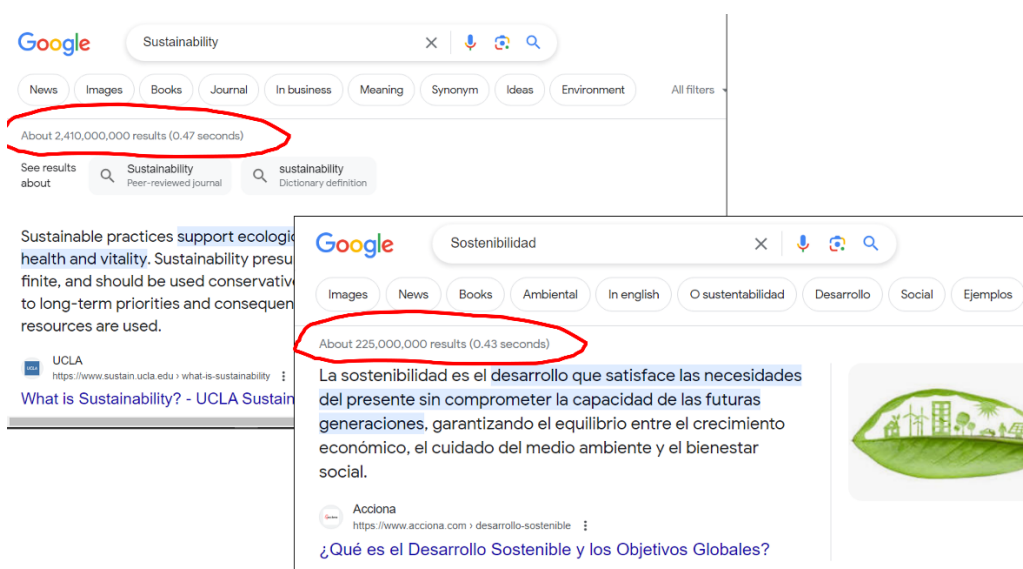 Google
Sustainability
News Images Books Journal In business Meaning Synonym Ideas Environment All filters
About 2,410,000,000 results (0.47 seconds)
See results about
Sustainability
Peer-reviewed journal
sustainability
Dictionary definition
Sustainable practices support ecologic
health and vitality. Sustainability presu
finite, and should be used conservative
to long-term priorities and consequen
resources are used.
UCLA
https://www.sustain.ucla.edu › what-is-sustainability
What is Sustainability? - UCLA Sustain
Google
Sostenibilidad
Images News Books Ambiental In english O sustentabilidad Desarrollo Social Ejemplos
About 225,000,000 results (0.43 seconds)
La sostenibilidad es el desarrollo que satisface las necesidades
del presente sin comprometer la capacidad de las futuras
generaciones, garantizando el equilibrio entre el crecimiento
económico, el cuidado del medio ambiente y el bienestar
social.
Acciona
https://www.acciona.com › desarrollo-sostenible
¿Qué es el Desarrollo Sostenible y los Objetivos Globales?